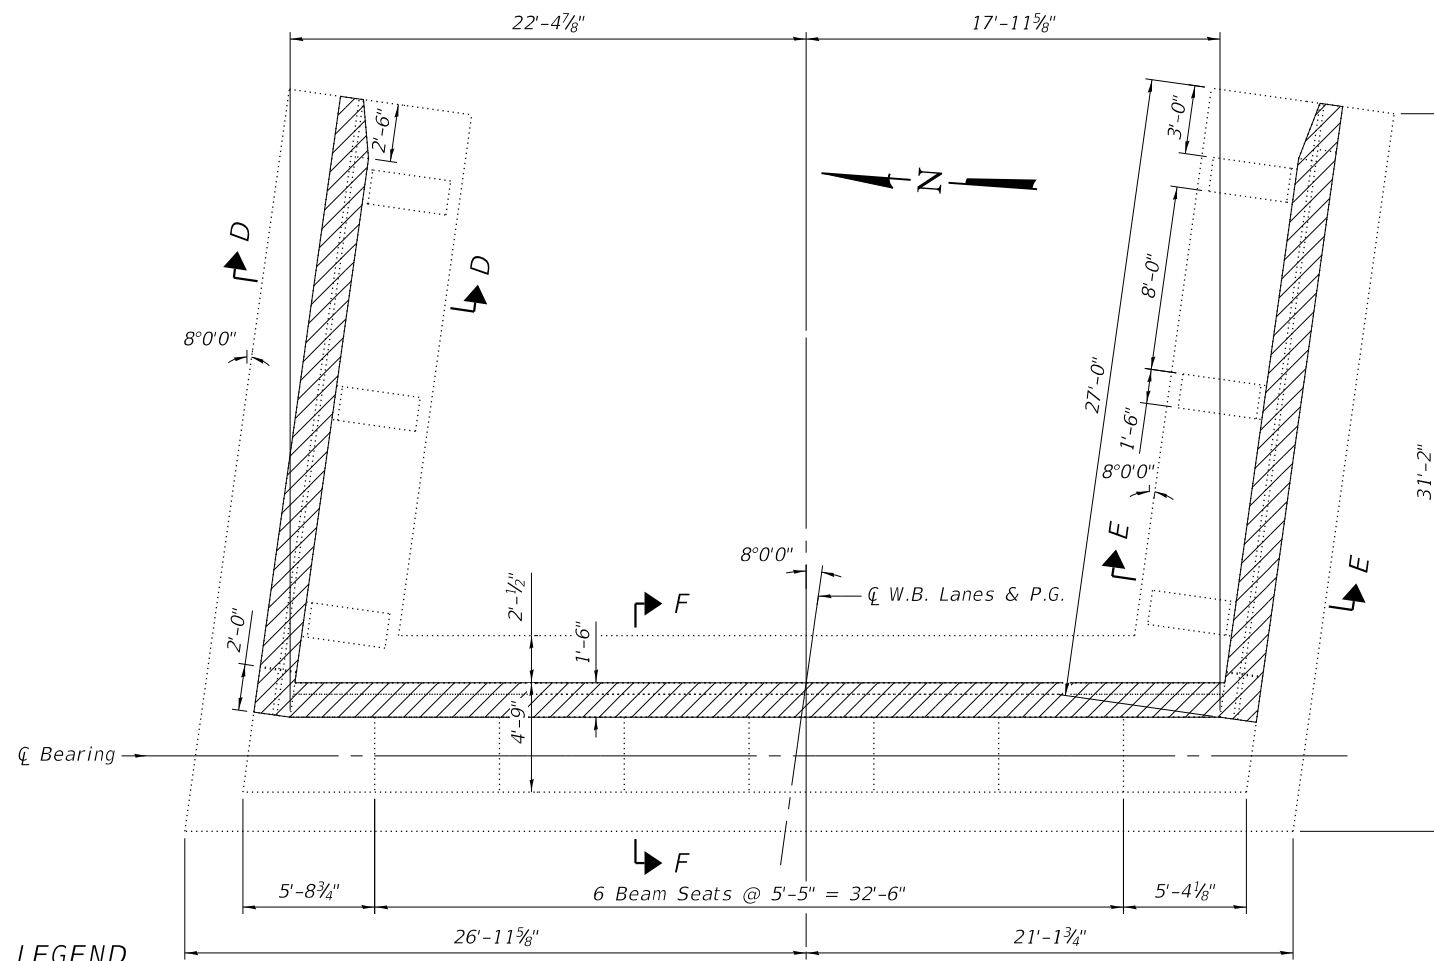 22'-4⅞"
17'-11⅝"
2'-6"
3'-0"
N
D
D
8'-0"
8°0'0"
27'-0"
1'-6"
31'-2"
8°0'0"
E
E
8°0'0"
℄ W.B. Lanes & P.G.
F
2'-½"
1'-6"
2'-0"
4'-9"
℄ Bearing
F
5'-8¾"
6 Beam Seats @ 5'-5" = 32'-6"
5'-4⅛"
26'-11⅝"
21'-1¾"
LEGEND